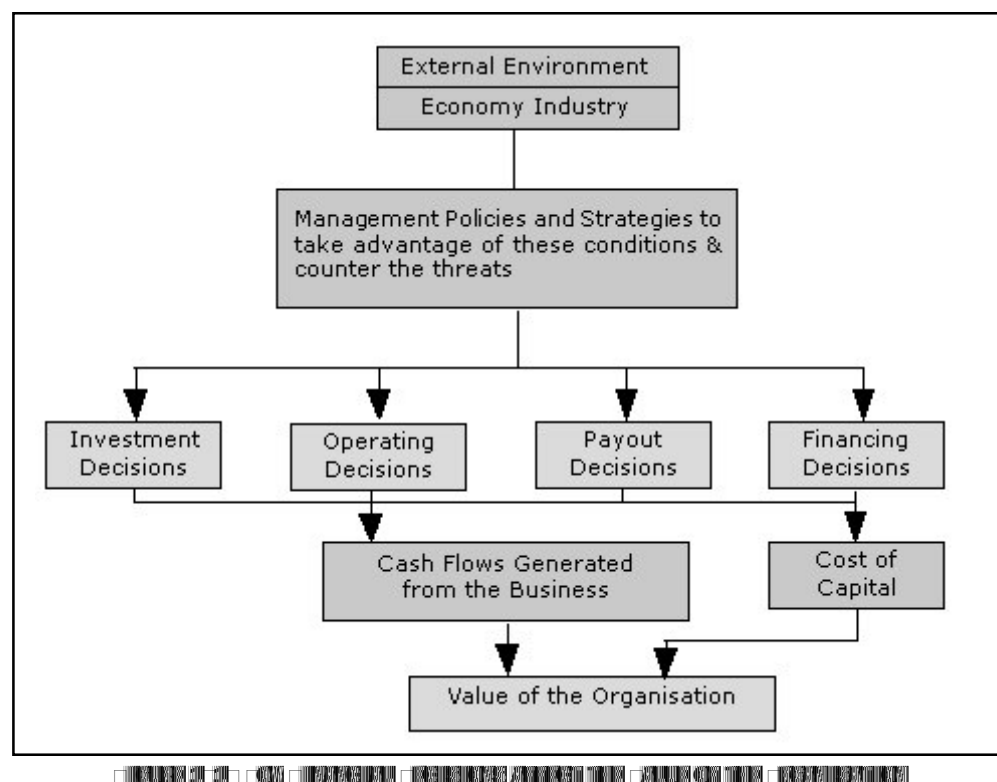 External Environment
Economy Industry
Management Policies and Strategies to
take advantage of these conditions &
counter the threats
Investment
Decisions
Operating
Decisions
Payout
Decisions
Financing
Decisions
Cash Flows Generated
from the Business
Cost of
Capital
Value of the Organisation